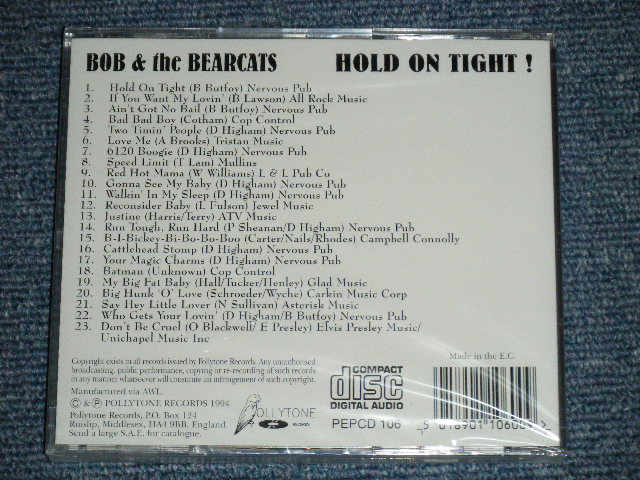 BOB & the BEARCATS HOLD ON TIGHT !
1. Hold On Tight (B Butfoy) Nervous Pub
2. If You Want My Lovin' (B Lawson) All Rock Music
3. Ain't Got No Bail (B Butfoy) Nervous Pub
4. Bad Bad Boy (Cotham) Cop Control
5. Two Timin' People (D Higham) Nervous Pub
6. Love Me (A Brooks) Tristan Music
7. 6120 Boogie (D Higham) Nervous Pub
8. Speed Limit (T Lam) Mullins
9. Red Hot Mama (W Williams) L & L Pub Co
10. Gonna See My Baby (D Higham) Nervous Pub
11. Walkin' In My Sleep (D Higham) Nervous Pub
12. Reconsider Baby (L Fulson) Jewel Music
13. Justine (Harris/Terry) ATV Music
14. Run Tough, Run Hard (P Sheanan/D Higham) Nervous Pub
15. B-I-Bickey-Bi-Bo-Bo-Boo (Carter/Nails/Rhodes) Campbell Connolly
16. Cattlehead Stomp (D Higham) Nervous Pub
17. Your Magic Charms (D Higham) Nervous Pub
18. Batman (Unknown) Cop Control
19. My Big Fat Baby (Hall/Tucker/Henley) Glad Music
20. Big Hunk 'O' Love (Schroeder/Wyche) Carkin Music Corp
21. Say Hey Little Lover (N Sullivan) Asterisk Music
22. Who Gets Your Lovin' (D Higham/B Butfoy) Nervous Pub
23. Don't Be Cruel (O Blackwell/ E Presley) Elvis Presley Music/
Unichapel Music Inc
Copyright exists in all records issued by Pollytone Records. Any unauthorised
broadcasting, public performance, copying or re-recording of such records
in any manner whatsoever will constitute an infringement of such copyright.
Manufactured via AWL
© & ℗ POLLYTONE RECORDS 1994
Pollytone Records, P.O. Box 124
Ruislip, Middlesex, HA4 9BB, England
Send a large S.A.E. for catalogue.
POLLYTONE
RECORDS
COMPACT
disc
DIGITAL AUDIO
PEPCD 106
Made in the E.C.